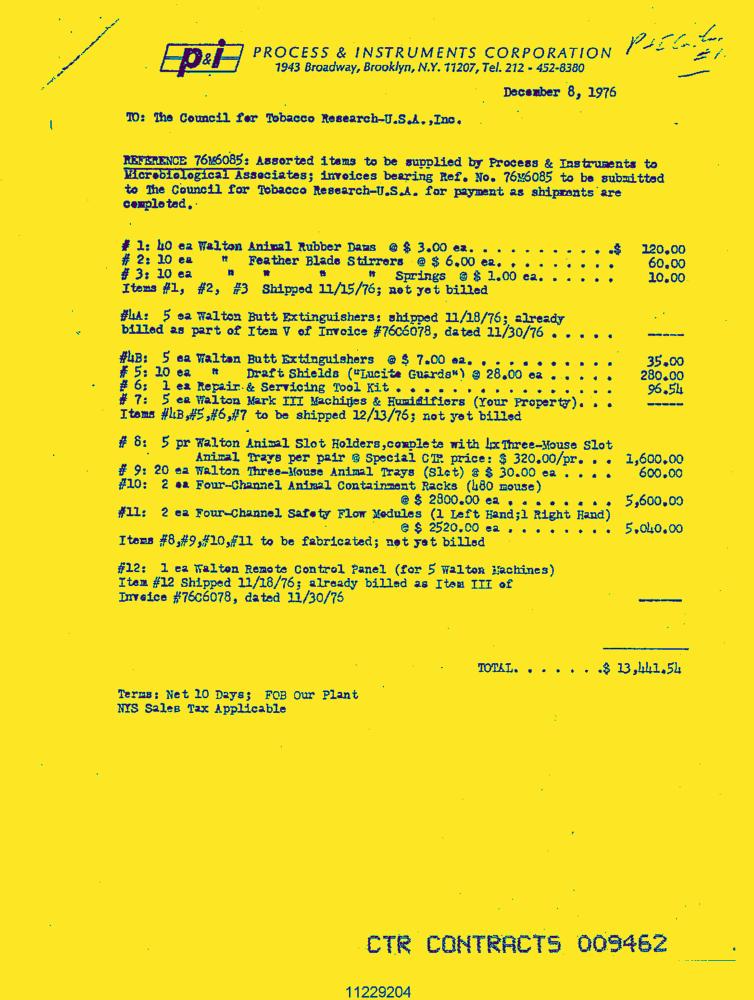 p&i PROCESS & INSTRUMENTS CORPORATION
1943 Broadway, Brooklyn, N.Y. 11207, Tel. 212 - 452-8380
December 8, 1976
TO: The Council for Tobacco Research-U.S.A.,Inc.
REFERENCE 76M6085: Assorted items to be supplied by Process & Instruments to
Microbiological Associates; invoices bearing Ref. No. 76M6085 to be submitted
to The Council for Tobacco Research-U.S.A. for payment as shipments are
completed.
# 1: 40 ea Walton Animal Rubber Dams @ $ 3.00 ea. . . . . . . . . . . .$ 120.00
# 2: 10 ea " Feather Blade Stirrers @ $ 6.00 ea. . . . . . . . . 60.00
# 3: 10 ea " " " " Springs @ $ 1.00 ea. . . . . . 10.00
Items #1, #2, #3 Shipped 11/15/76; not yet billed
#4A: 5 ea Walton Butt Extinguishers: shipped 11/18/76; already
billed as part of Item V of Invoice #76C6078, dated 11/30/76 . . . . . -----
#4B: 5 ea Walton Butt Extinguishers @ $ 7.00 ea. . . . . . . . . . . . 35.00
# 5: 10 ea " Draft Shields ("Lucite Guards") @ 28.00 ea . . . . . 280.00
# 6: 1 ea Repair & Servicing Tool Kit . . . . . . . . . . . . . . . . 96.54
# 7: 5 ea Walton Mark III Machines & Humidifiers (Your Property). . . -----
Items #4B,#5,#6,#7 to be shipped 12/13/76; not yet billed
# 8: 5 pr Walton Animal Slot Holders,complete with 4xThree-Mouse Slot
Animal Trays per pair @ Special CTR price: $ 320.00/pr. . . 1,600.00
# 9: 20 ea Walton Three-Mouse Animal Trays (Slot) @ $ 30.00 ea . . . . 600.00
#10: 2 ea Four-Channel Animal Containment Racks (480 mouse)
@ $ 2800.00 ea . . . . . . . . 5,600.00
#11: 2 ea Four-Channel Safety Flow Modules (1 Left Hand;1 Right Hand)
@ $ 2520.00 ea . . . . . . . . 5,040.00
Items #8,#9,#10,#11 to be fabricated; not yet billed
#12: 1 ea Walton Remote Control Panel (for 5 Walton Machines)
Item #12 Shipped 11/18/76; already billed as Item III of
Invoice #76C6078, dated 11/30/76 -----
TOTAL. . . . . . .$ 13,441.54
Terms: Net 10 Days; FOB Our Plant
NYS Sales Tax Applicable
CTR CONTRACTS 009462
11229204